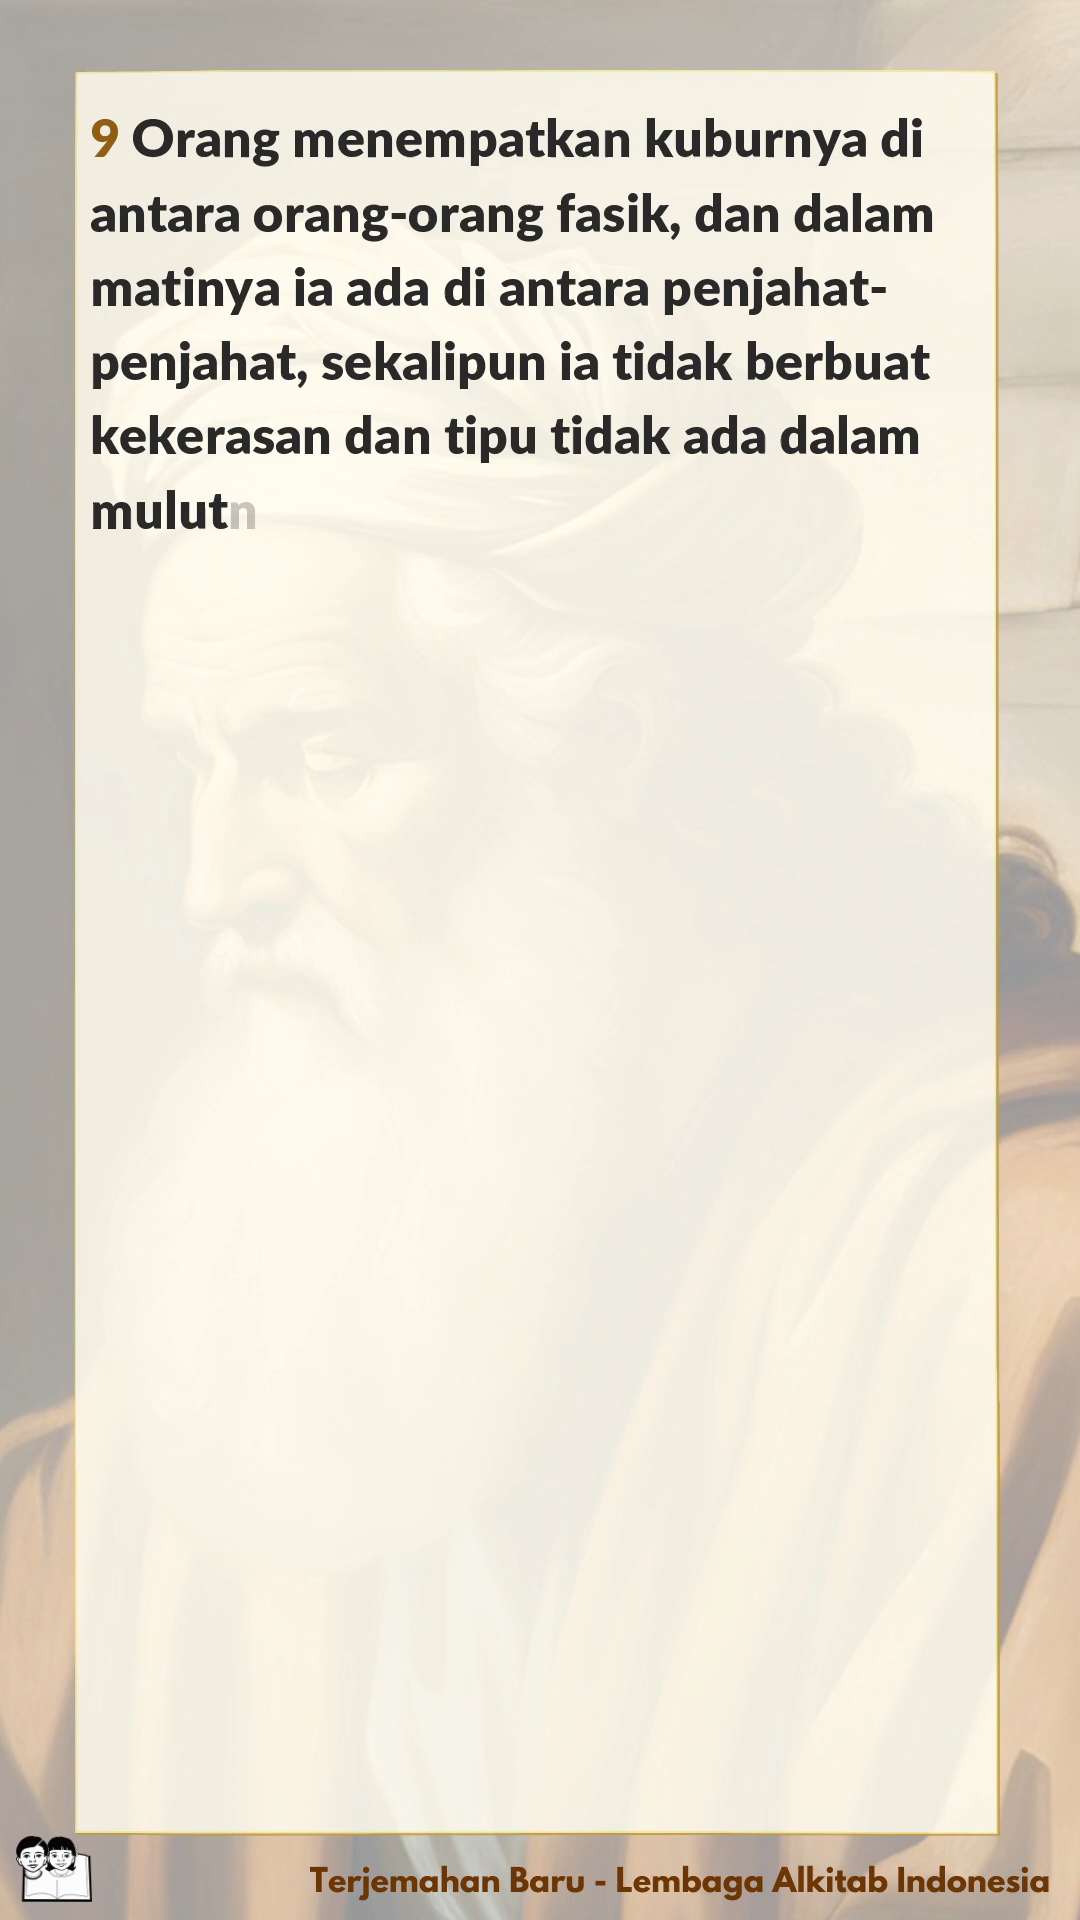 9 Orang menempatkan kuburnya di
antara orang-orang fasik, dan dalam
matinya ia ada di antara penjahat-
penjahat, sekalipun ia tidak berbuat
kekerasan dan tipu tidak ada dalam
mulutn
Terjemahan Baru - Lembaga Alkitab Indonesia